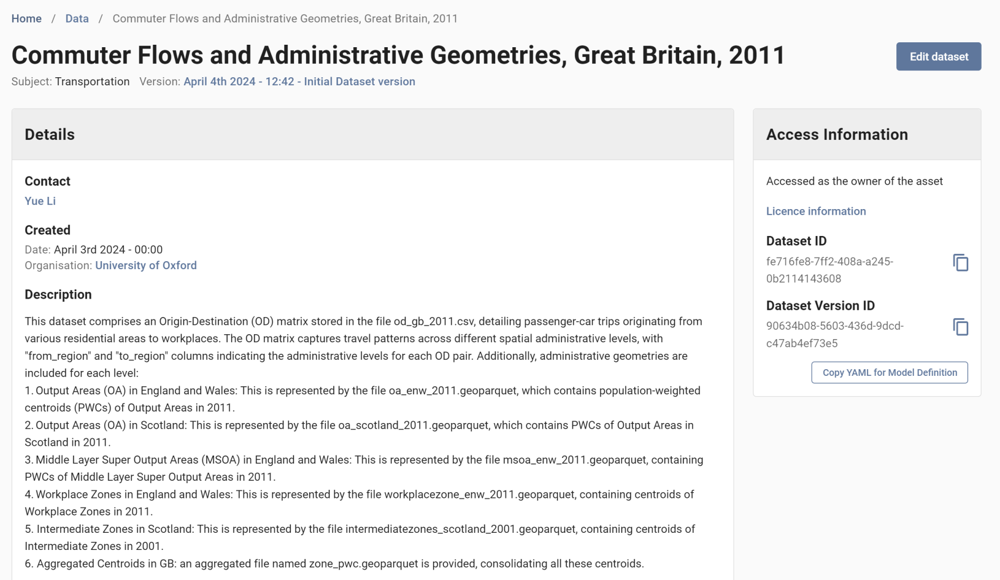 Home / Data / Commuter Flows and Administrative Geometries, Great Britain, 2011
Commuter Flows and Administrative Geometries, Great Britain, 2011
Edit dataset
Subject: Transportation Version: April 4th 2024 - 12:42 - Initial Dataset version
Details
Contact
Yue Li
Created
Date: April 3rd 2024 - 00:00
Organisation: University of Oxford
Description
This dataset comprises an Origin-Destination (OD) matrix stored in the file od_gb_2011.csv, detailing passenger-car trips originating from
various residential areas to workplaces. The OD matrix captures travel patterns across different spatial administrative levels, with
"from_region" and "to_region" columns indicating the administrative levels for each OD pair. Additionally, administrative geometries are
included for each level:
1. Output Areas (OA) in England and Wales: This is represented by the file oa_enw_2011.geoparquet, which contains population-weighted
centroids (PWCs) of Output Areas in 2011.
2. Output Areas (OA) in Scotland: This is represented by the file oa_scotland_2011.geoparquet, which contains PWCs of Output Areas in
Scotland in 2011.
3. Middle Layer Super Output Areas (MSOA) in England and Wales: This is represented by the file msoa_enw_2011.geoparquet, containing
PWCs of Middle Layer Super Output Areas in 2011.
4. Workplace Zones in England and Wales: This is represented by the file workplacezone_enw_2011.geoparquet, containing centroids of
Workplace Zones in 2011.
5. Intermediate Zones in Scotland: This is represented by the file intermediatezones_scotland_2001.geoparquet, containing centroids of
Intermediate Zones in 2001.
6. Aggregated Centroids in GB: an aggregated file named zone_pwc.geoparquet is provided, consolidating all these centroids.
Access Information
Accessed as the owner of the asset
Licence information
Dataset ID
fe716fe8-7ff2-408a-a245-
0b2114143608
Dataset Version ID
90634b08-5603-436d-9dcd-
c47ab4ef73e5
Copy YAML for Model Definition